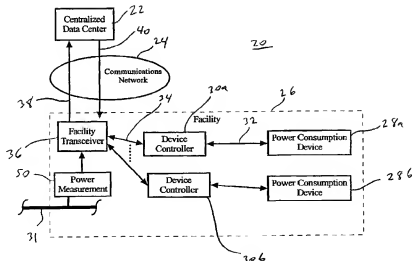 22
Centralized
Data Center
40
24
20
Communications
Network
38
34
30a
Facility
26
32
28a
Facility
Transceiver
Device
Controller
Power Consumption
Device
36
50
Power
Measurement
Device
Controller
Power Consumption
Device
28b
31
30b